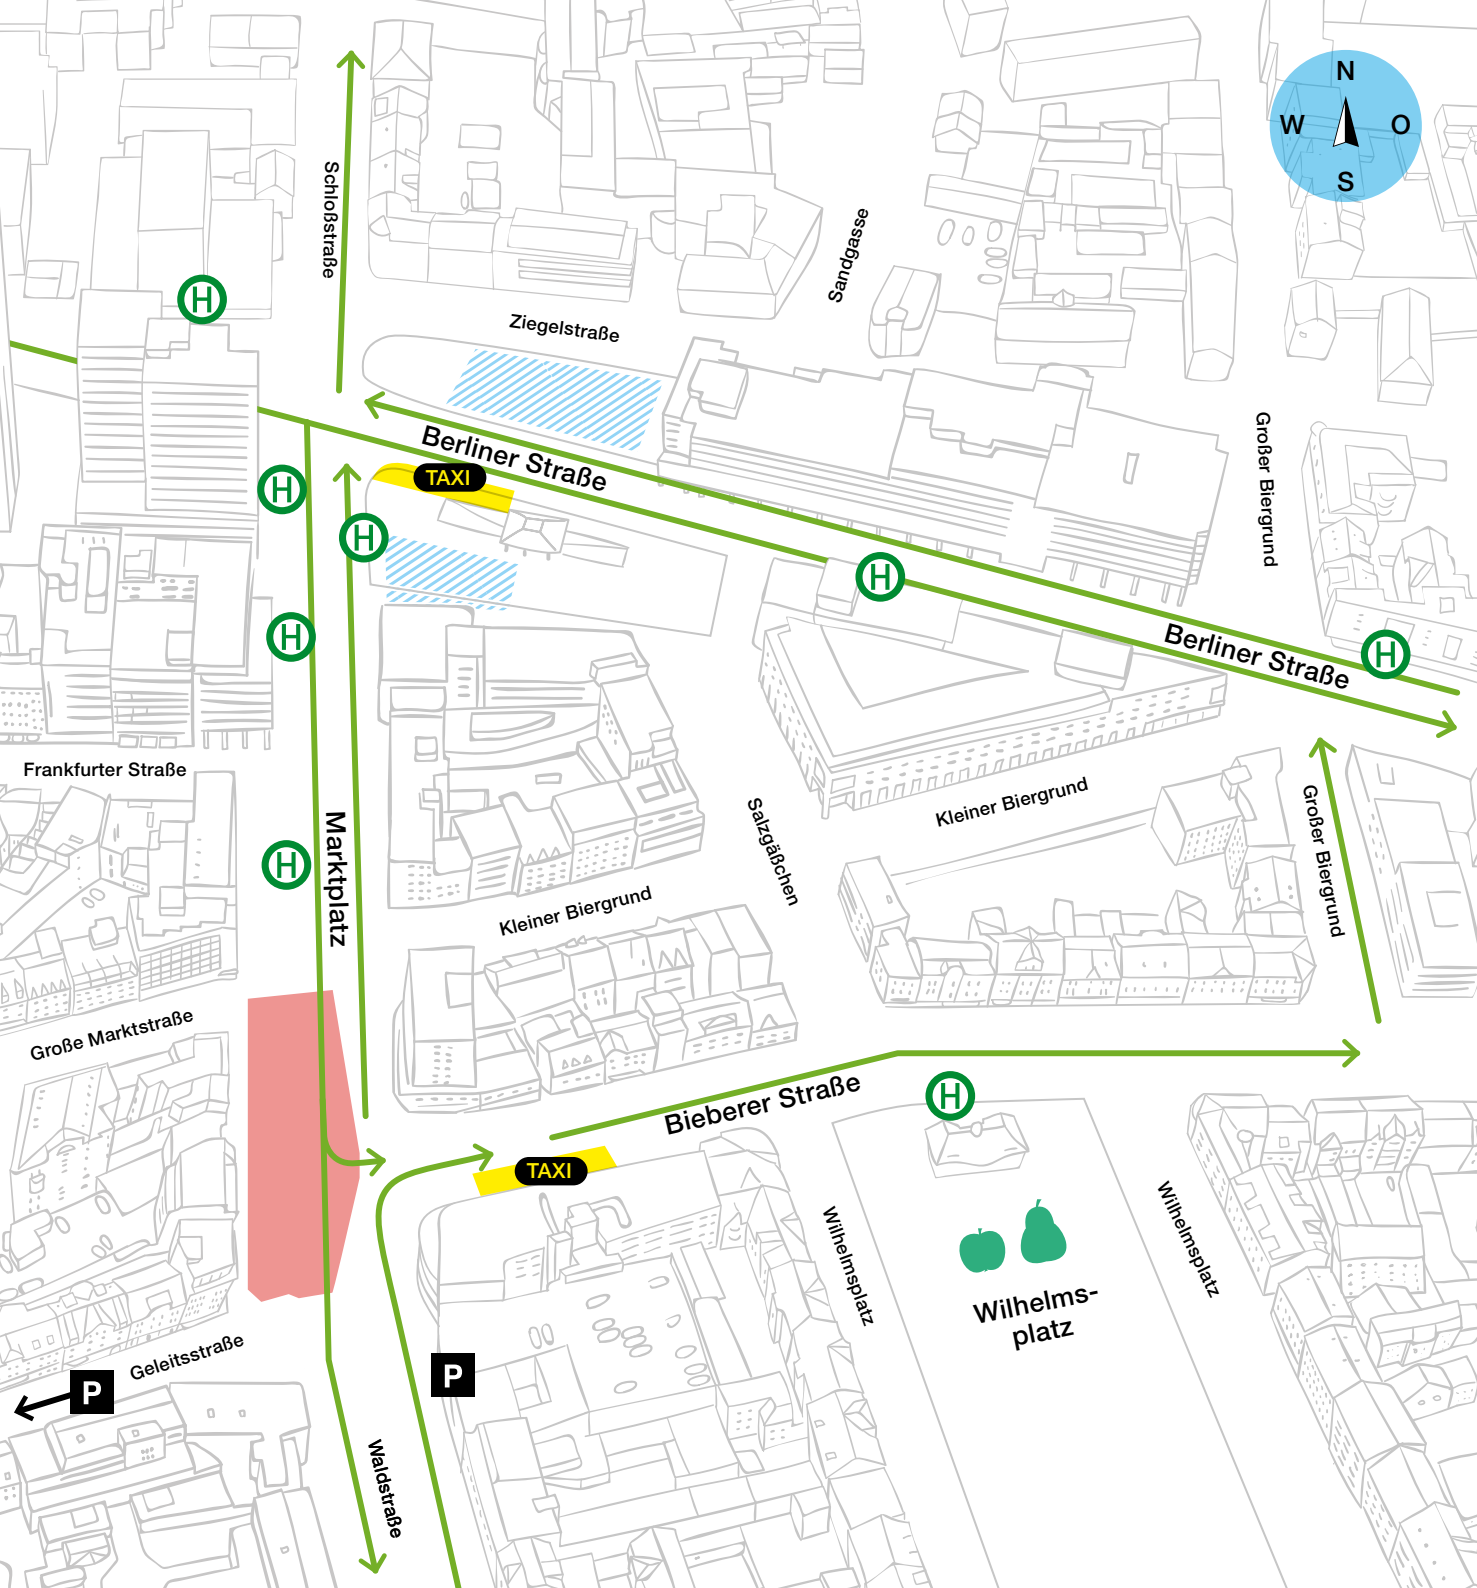 N
W
O
S
Schloßstraße
Sandgasse
H
Ziegelstraße
Berliner Straße
TAXI
H
H
Großer Biergrund
H
H
Berliner Straße
H
Frankfurter Straße
Marktplatz
H
Salzgäßchen
Kleiner Biergrund
Großer Biergrund
Kleiner Biergrund
Große Marktstraße
Bieberer Straße
H
TAXI
Wilhelmsplatz
Wilhelmsplatz
Wilhelms-
platz
Geleitsstraße
P
P
Waldstraße